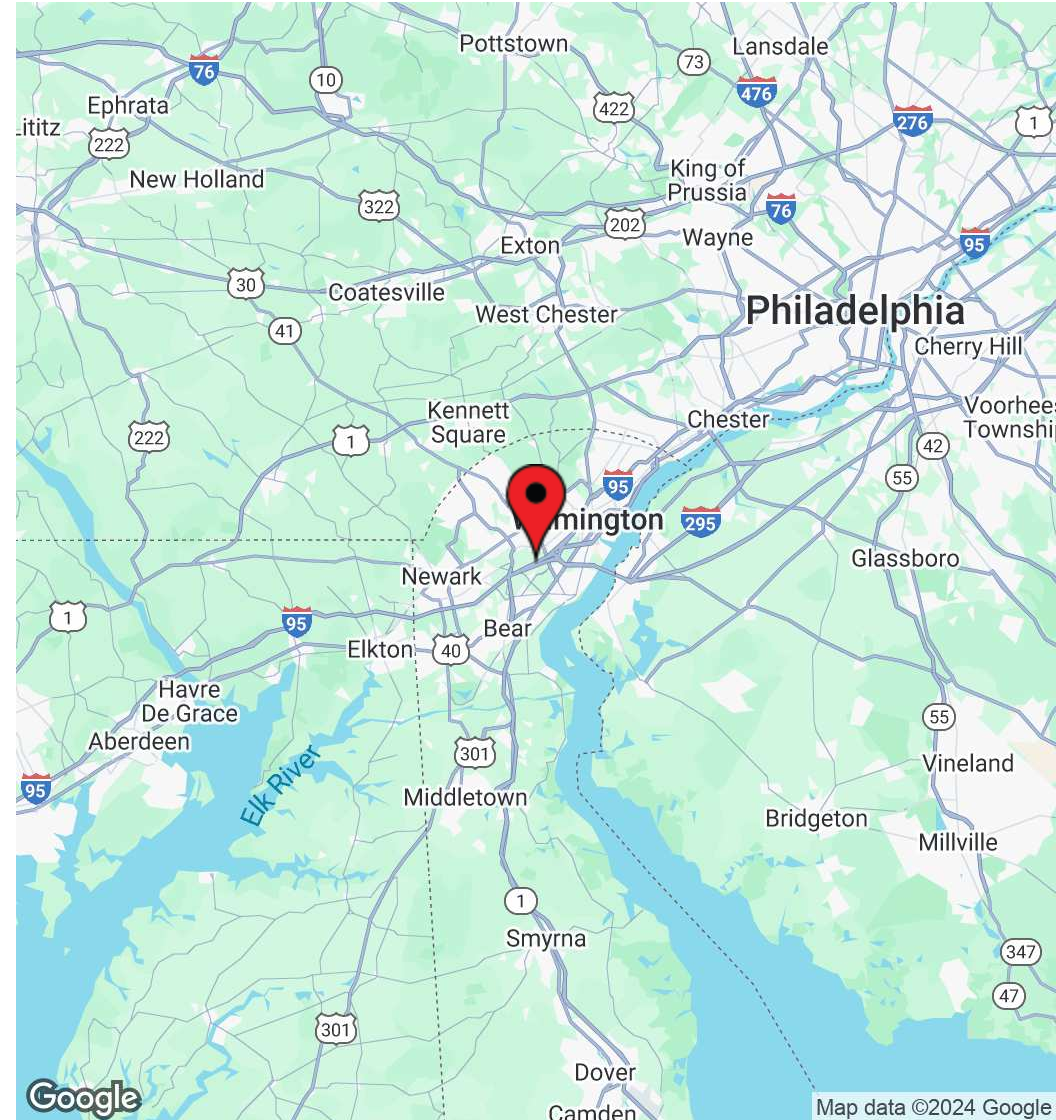 Pottstown
Lansdale
73
76
10
476
Ephrata
422
276
1
Lititz
222
New Holland
King of
Prussia
322
76
202
Wayne
95
Exton
30
Coatesville
West Chester
Philadelphia
41
Cherry Hill
Kennett
Square
Chester
Voorhees
Township
222
1
42
55
95
Wilmington
295
Glassboro
Newark
1
95
Bear
Elkton
40
Havre
De Grace
55
Aberdeen
301
Vineland
95
Elk River
Middletown
Bridgeton
Millville
1
Smyrna
347
47
301
Dover
Google
Camden
Map data ©2024 Google